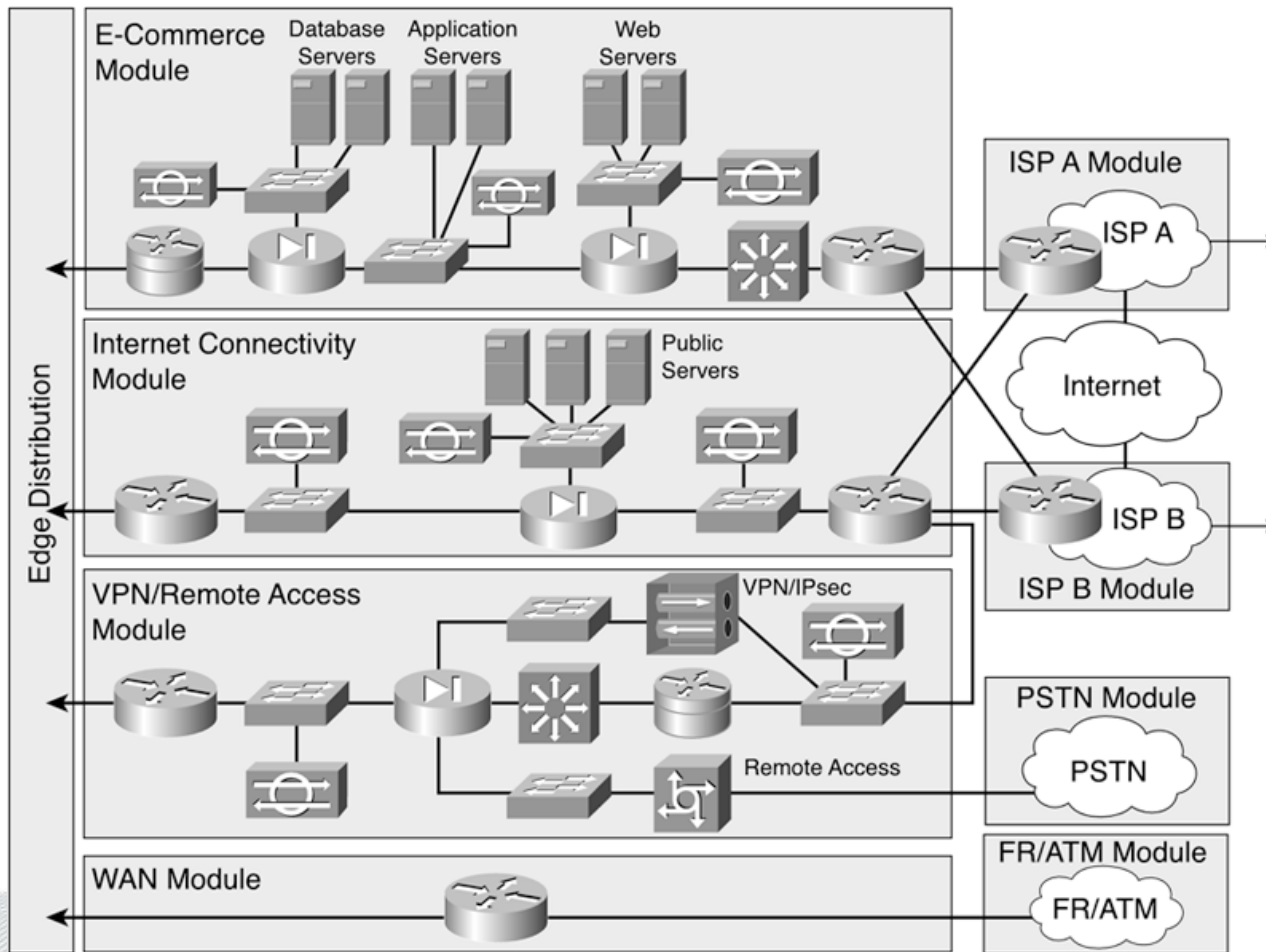 E-Commerce
Module
Database
Servers
Application
Servers
Web
Servers
ISP A Module
ISP A
Internet Connectivity
Module
Public
Servers
Internet
Edge Distribution
ISP B
ISP B Module
VPN/Remote Access
Module
VPN/IPsec
Remote Access
PSTN Module
PSTN
WAN Module
FR/ATM Module
FR/ATM